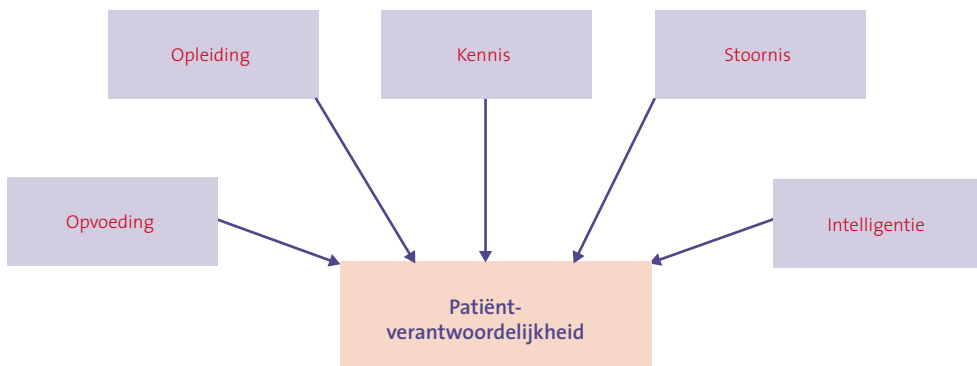 Opleiding
Kennis
Stoornis
Opvoeding
Intelligentie
Patiënt-
verantwoordelijkheid